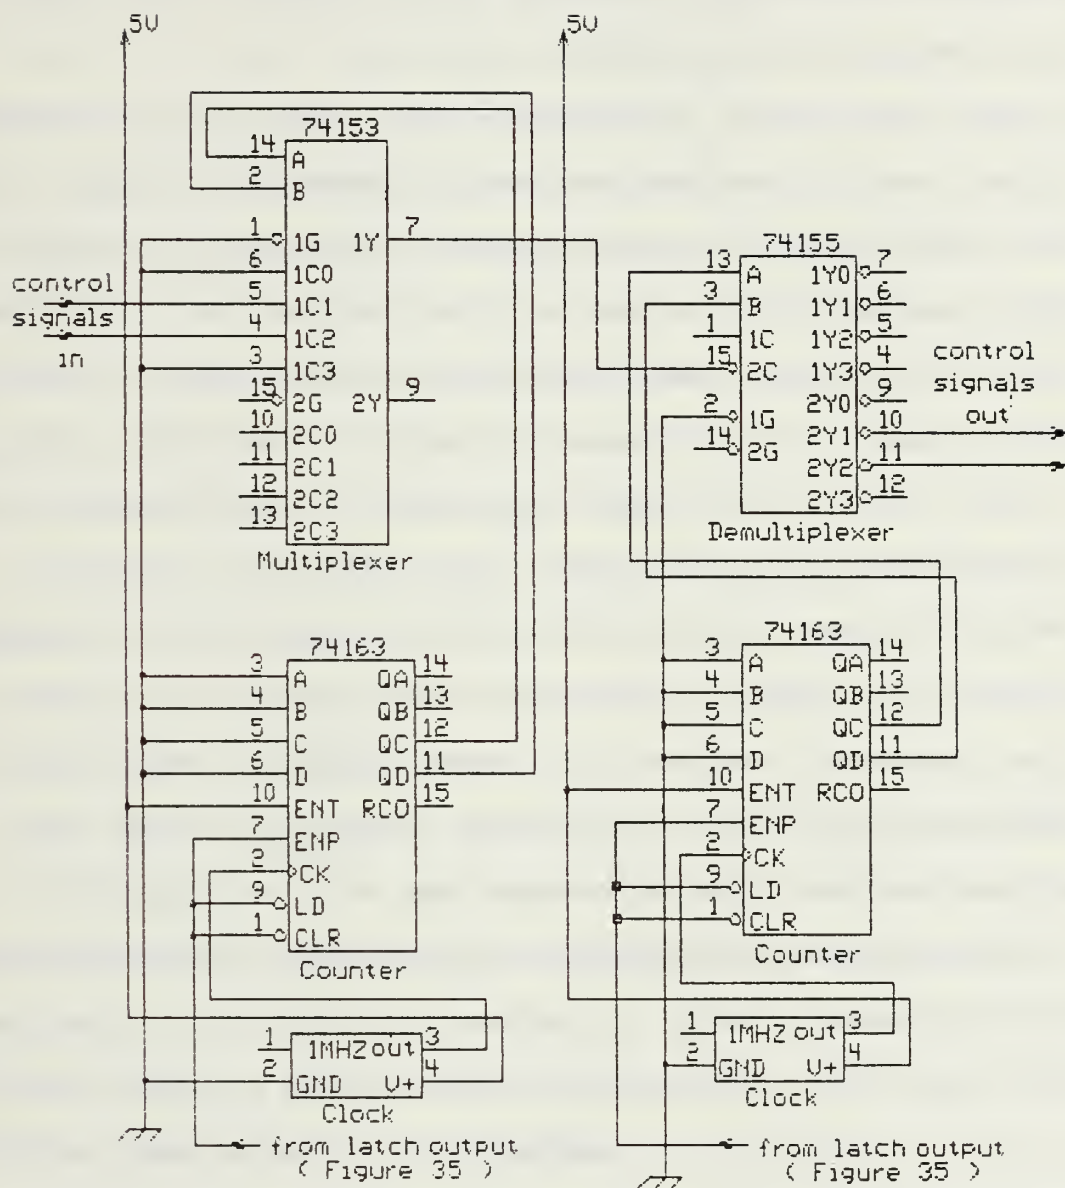 5V
5V
74153
14 A
2 B
1 1G 1Y 7
6 1C0
control
5 1C1
signals
4 1C2
in
3 1C3
15 2G 2Y 9
10 2C0
11 2C1
12 2C2
13 2C3
Multiplexer
74155
13 A 1Y0 7
3 B 1Y1 6
1 1C 1Y2 5
15 2C 1Y3 4
2Y0 9
2 1G 2Y1 10
14 2G 2Y2 11
2Y3 12
control
signals
out
Demultiplexer
74163
3 A QA 14
4 B QB 13
5 C QC 12
6 D QD 11
10 ENT RCO 15
7 ENP
2 CK
9 LD
1 CLR
Counter
74163
3 A QA 14
4 B QB 13
5 C QC 12
6 D QD 11
10 ENT RCO 15
7 ENP
2 CK
9 LD
1 CLR
Counter
1 1MHZ out 3
2 GND V+ 4
Clock
1 1MHZ out 3
2 GND V+ 4
Clock
from latch output
( Figure 35 )
from latch output
( Figure 35 )